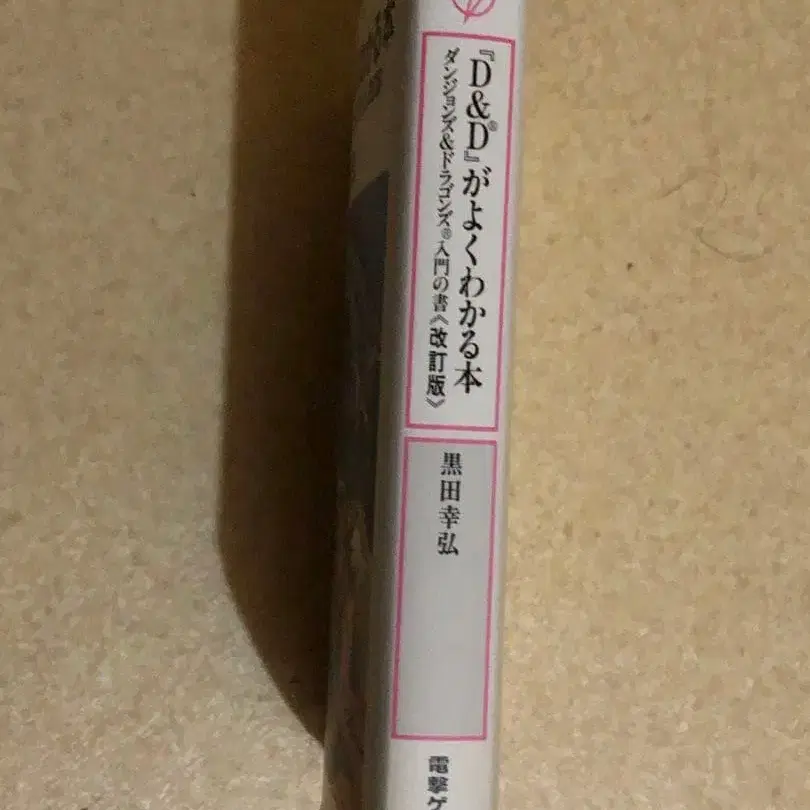 『D&D®』がよくわかる本
ダンジョンズ&ドラゴンズ®入門の書《改訂版》
黒田幸弘
電撃ゲ